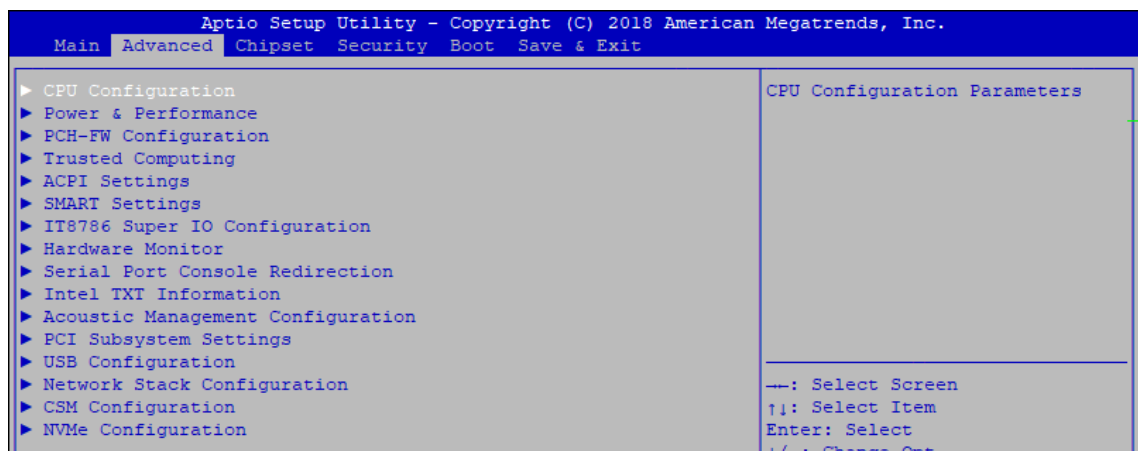 Aptio Setup Utility – Copyright (C) 2018 American Megatrends, Inc.
Main Advanced Chipset Security Boot Save & Exit
► CPU Configuration
► Power & Performance
► PCH-FW Configuration
► Trusted Computing
► ACPI Settings
► SMART Settings
► IT8786 Super IO Configuration
► Hardware Monitor
► Serial Port Console Redirection
► Intel TXT Information
► Acoustic Management Configuration
► PCI Subsystem Settings
► USB Configuration
► Network Stack Configuration
► CSM Configuration
► NVMe Configuration
CPU Configuration Parameters
→←: Select Screen
↑↓: Select Item
Enter: Select
+/-: Change Opt.